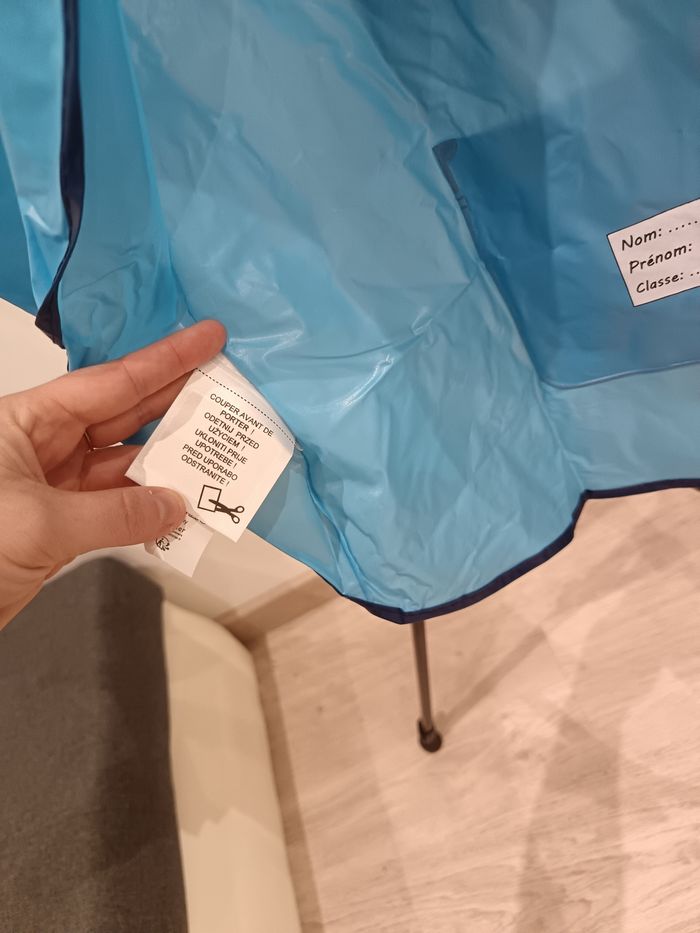 Nom: .....
Prénom:
Classe: ..
COUPER AVANT DE
PORTER !
ODETNIJ PRZED
UŻYCIEM !
UKLONITI PRIJE
UPOTREBE !
PRED UPORABO
ODSTRANITE !